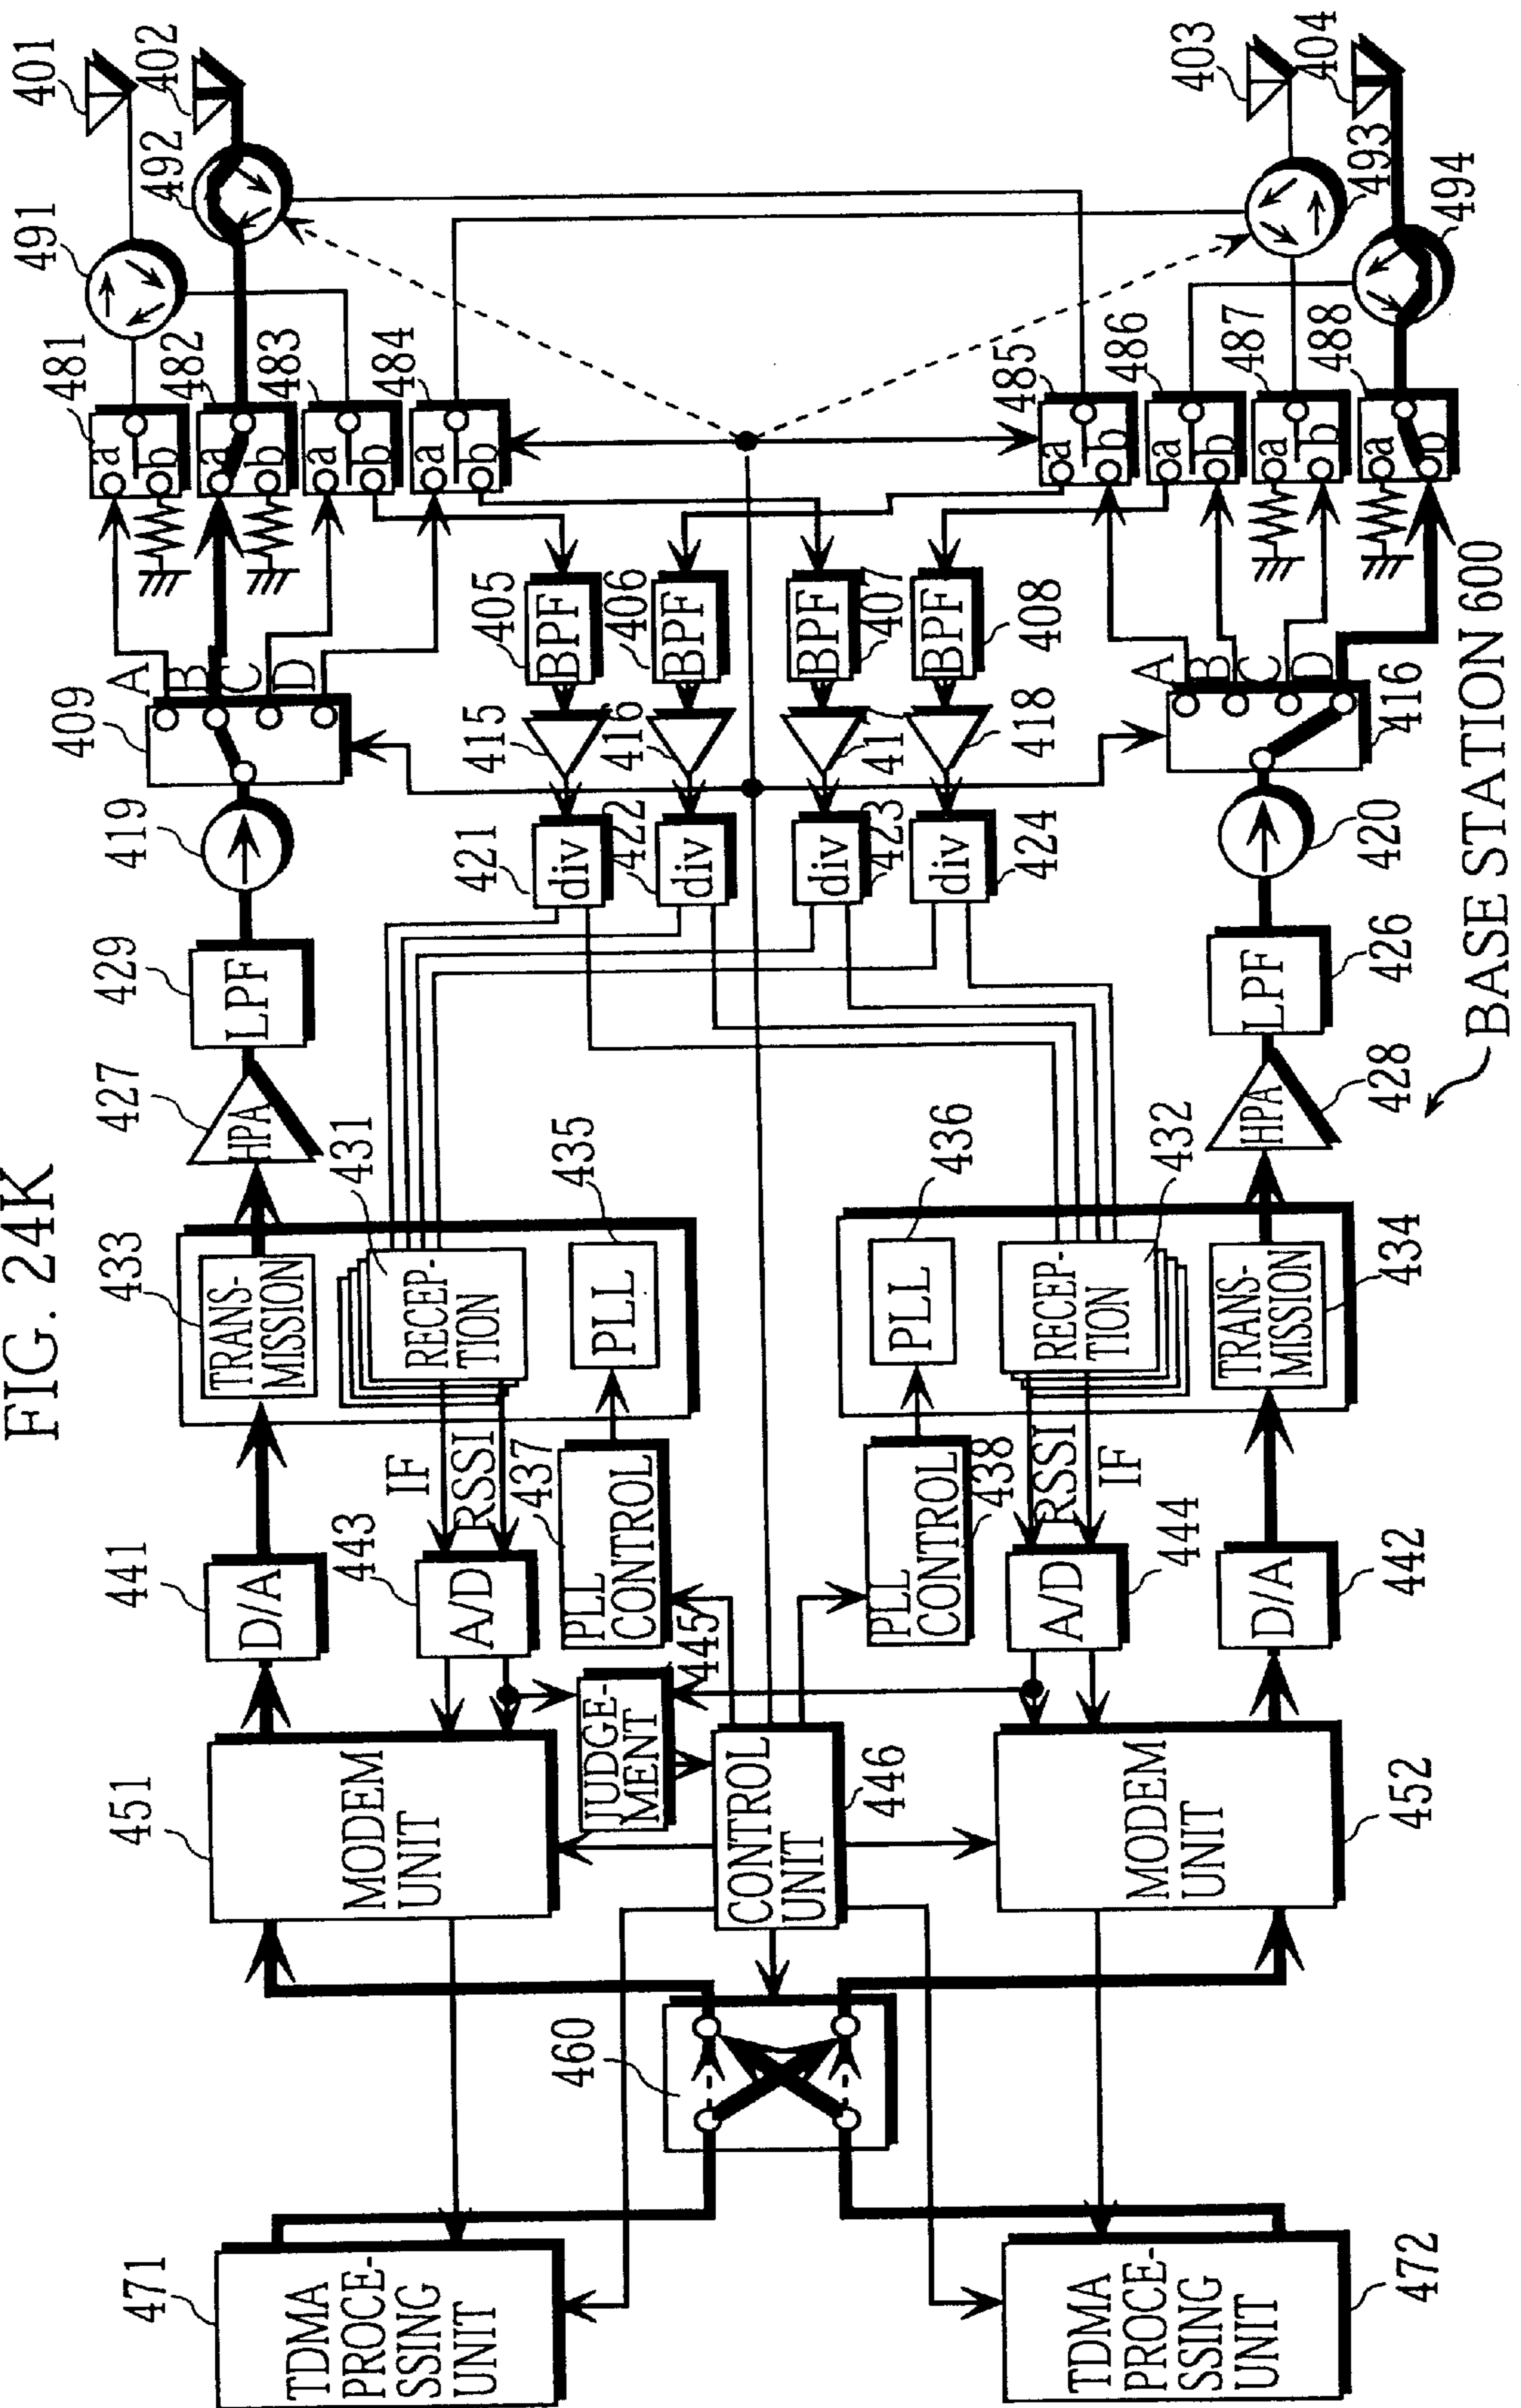 FIG. 24K
471
451
441
433
427
429
419
409
491
401
TDMA
PROCE-
SSING
UNIT
MODEM
UNIT
D/A
TRANS-
MISSION
HPA
LPF
A
B
C
D
481
a
b
482
a
b
483
a
b
484
a
b
492
402
443
A/D
IF
RSSI
431
RECEP-
TION
437
PLL
CONTROL
435
PLL
JUDGE-
MENT
445
421
div
415
405
BPF
422
div
416
406
BPF
460
CONTROL
UNIT
446
423
div
417
407
BPF
424
div
418
408
BPF
PLL
CONTROL
438
PLL
436
A/D
444
RSSI
IF
RECEP-
TION
432
485
a
b
486
a
b
487
a
b
488
a
b
493
403
494
404
TDMA
PROCE-
SSING
UNIT
472
MODEM
UNIT
452
D/A
442
TRANS-
MISSION
434
HPA
428
LPF
426
420
A
B
C
D
416
BASE STATION 600